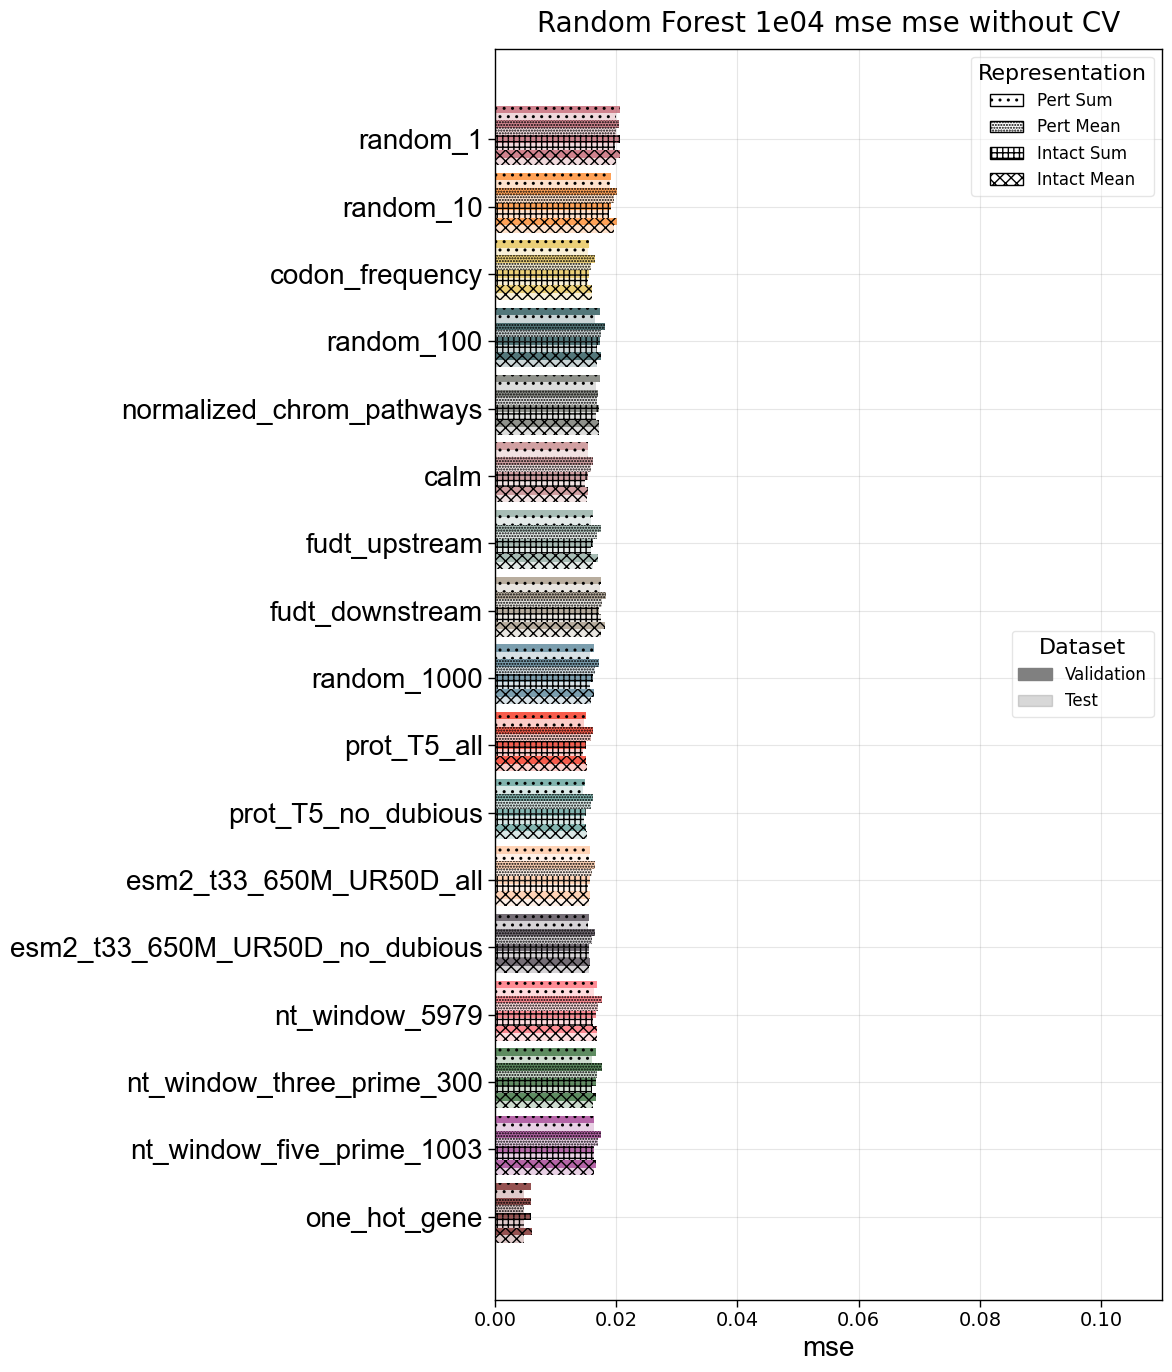 Random Forest 1e04 mse mse without CV
Representation
Pert Sum
Pert Mean
Intact Sum
Intact Mean
random_1
random_10
codon_frequency
random_100
normalized_chrom_pathways
calm
fudt_upstream
fudt_downstream
Dataset
Validation
Test
random_1000
prot_T5_all
prot_T5_no_dubious
esm2_t33_650M_UR50D_all
esm2_t33_650M_UR50D_no_dubious
nt_window_5979
nt_window_three_prime_300
nt_window_five_prime_1003
one_hot_gene
0.00 0.02 0.04 0.06 0.08 0.10
mse